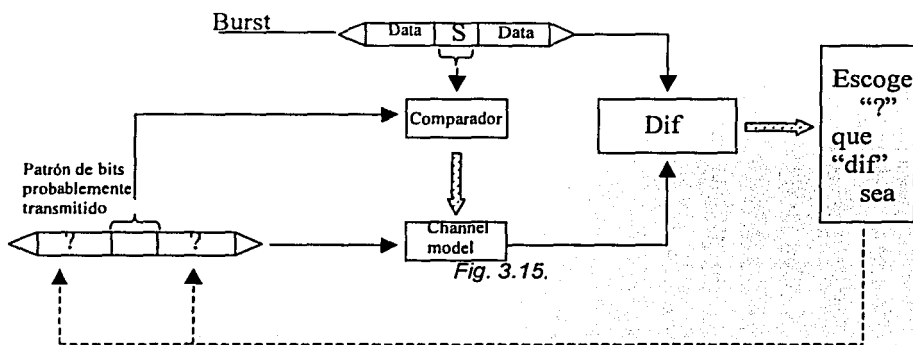 Burst
Data S Data
Comparador
Dif
Escoge
“?”
que
“dif”
sea
Patrón de bits
probablemente
transmitido
? ?
Channel
model
Fig. 3.15.